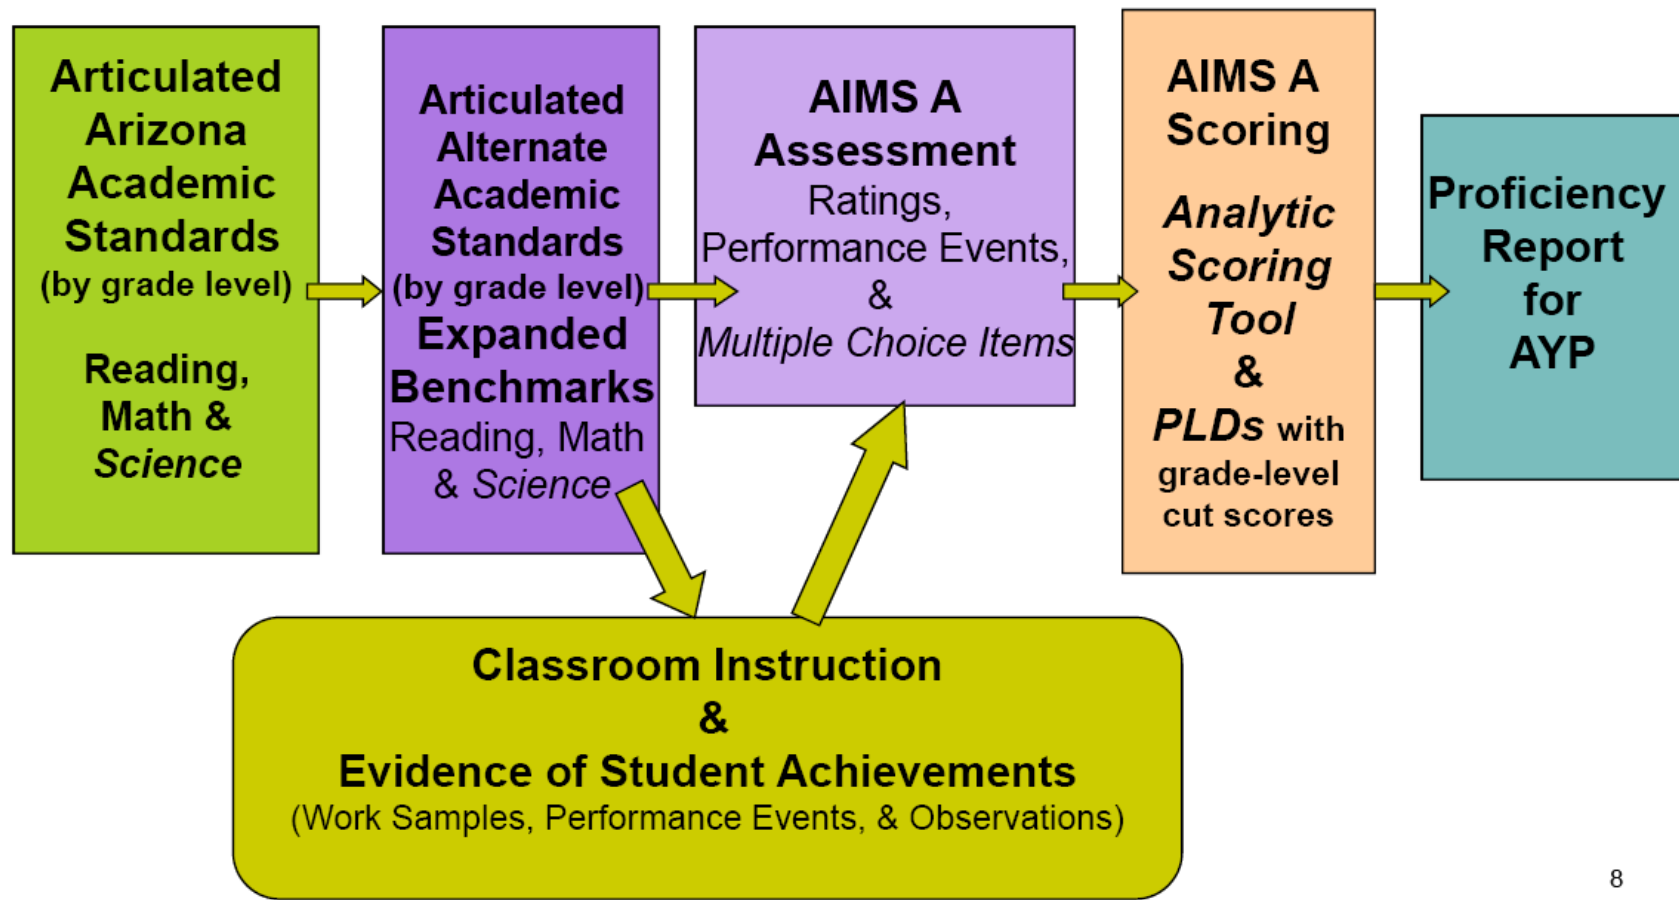 Articulated
Arizona
Academic
Standards
(by grade level)
Reading,
Math &
Science
Articulated
Alternate
Academic
Standards
(by grade level)
Expanded
Benchmarks
Reading, Math
& Science
AIMS A
Assessment
Ratings,
Performance Events,
&
Multiple Choice Items
AIMS A
Scoring
Analytic
Scoring
Tool
&
PLDs with
grade-level
cut scores
Proficiency
Report
for
AYP
Classroom Instruction
&
Evidence of Student Achievements
(Work Samples, Performance Events, & Observations)
8